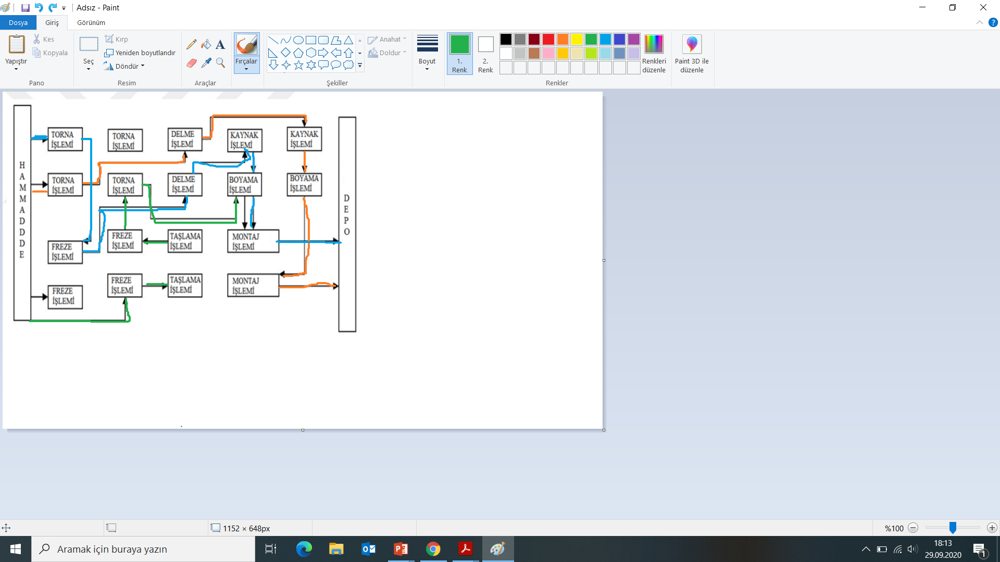 Adsız - Paint
Dosya
Giriş
Görünüm
Yapıştır
Kes
Kopyala
Pano
Seç
Kırp
Yeniden boyutlandır
Döndür
Resim
A
Araçlar
Fırçalar
Şekiller
Anahat
Doldur
Boyut
1.
Renk
2.
Renk
Renkler
Renkleri
düzenle
Paint 3D ile
düzenle
HAMMADDE
TORNA
İŞLEMİ
TORNA
İŞLEMİ
DELME
İŞLEMİ
KAYNAK
İŞLEMİ
KAYNAK
İŞLEMİ
TORNA
İŞLEMİ
TORNA
İŞLEMİ
DELME
İŞLEMİ
BOYAMA
İŞLEMİ
BOYAMA
İŞLEMİ
FREZE
İŞLEMİ
FREZE
İŞLEMİ
TAŞLAMA
İŞLEMİ
MONTAJ
İŞLEMİ
FREZE
İŞLEMİ
FREZE
İŞLEMİ
TAŞLAMA
İŞLEMİ
MONTAJ
İŞLEMİ
DEPO
1152 × 648px
%100
Aramak için buraya yazın
18:13
29.09.2020
1